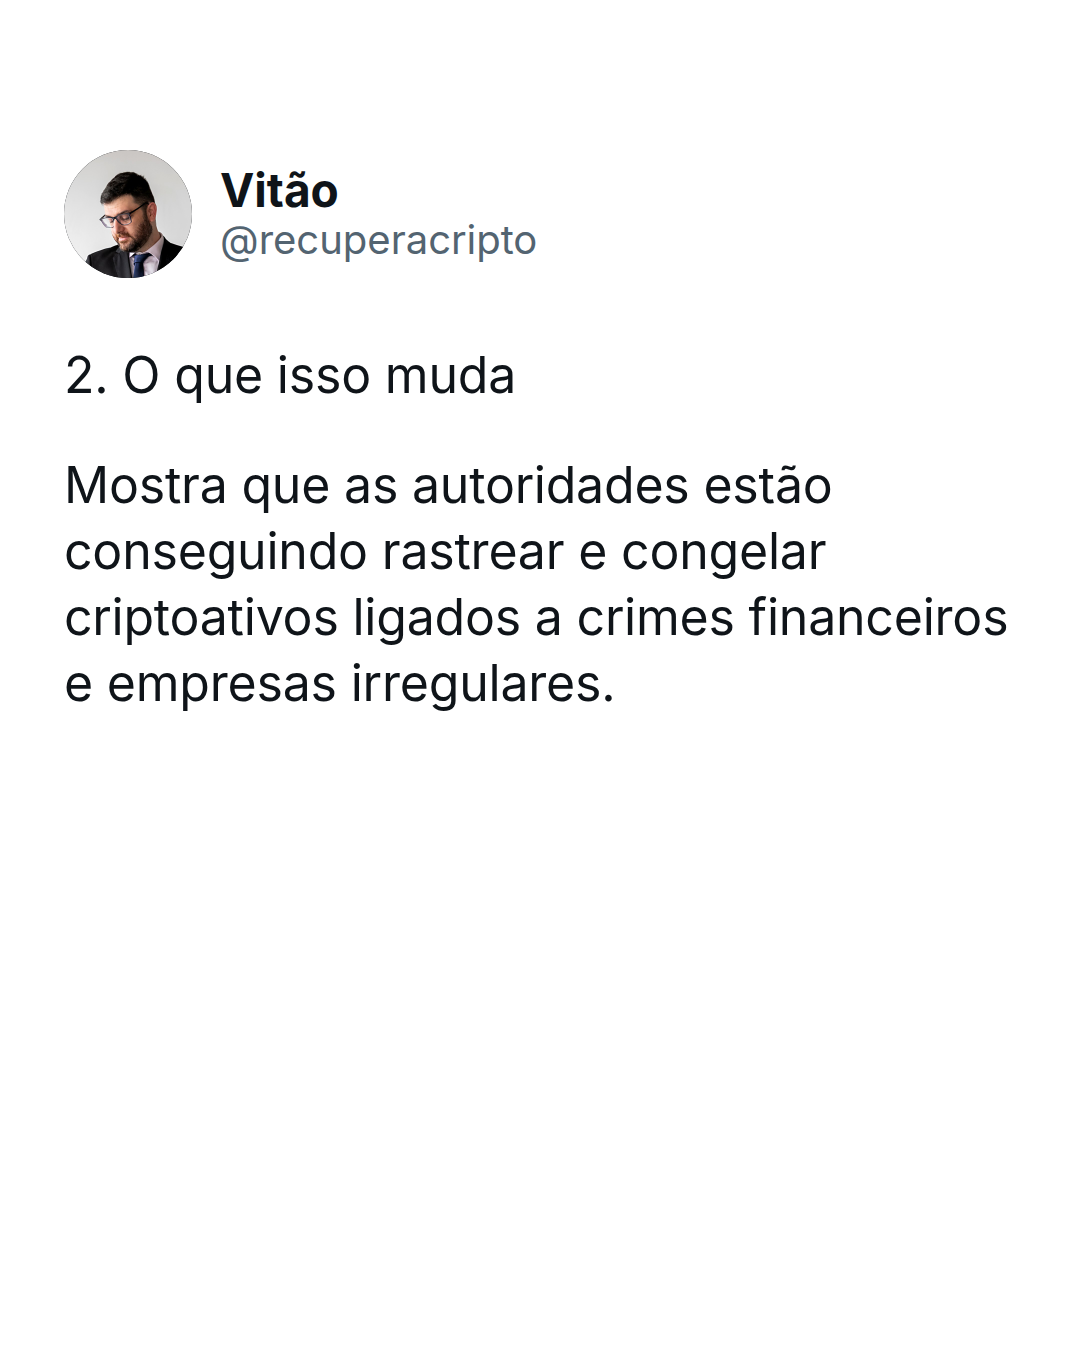 Vitão
@recuperacripto
2. O que isso muda
Mostra que as autoridades estão
conseguindo rastrear e congelar
criptoativos ligados a crimes financeiros
e empresas irregulares.